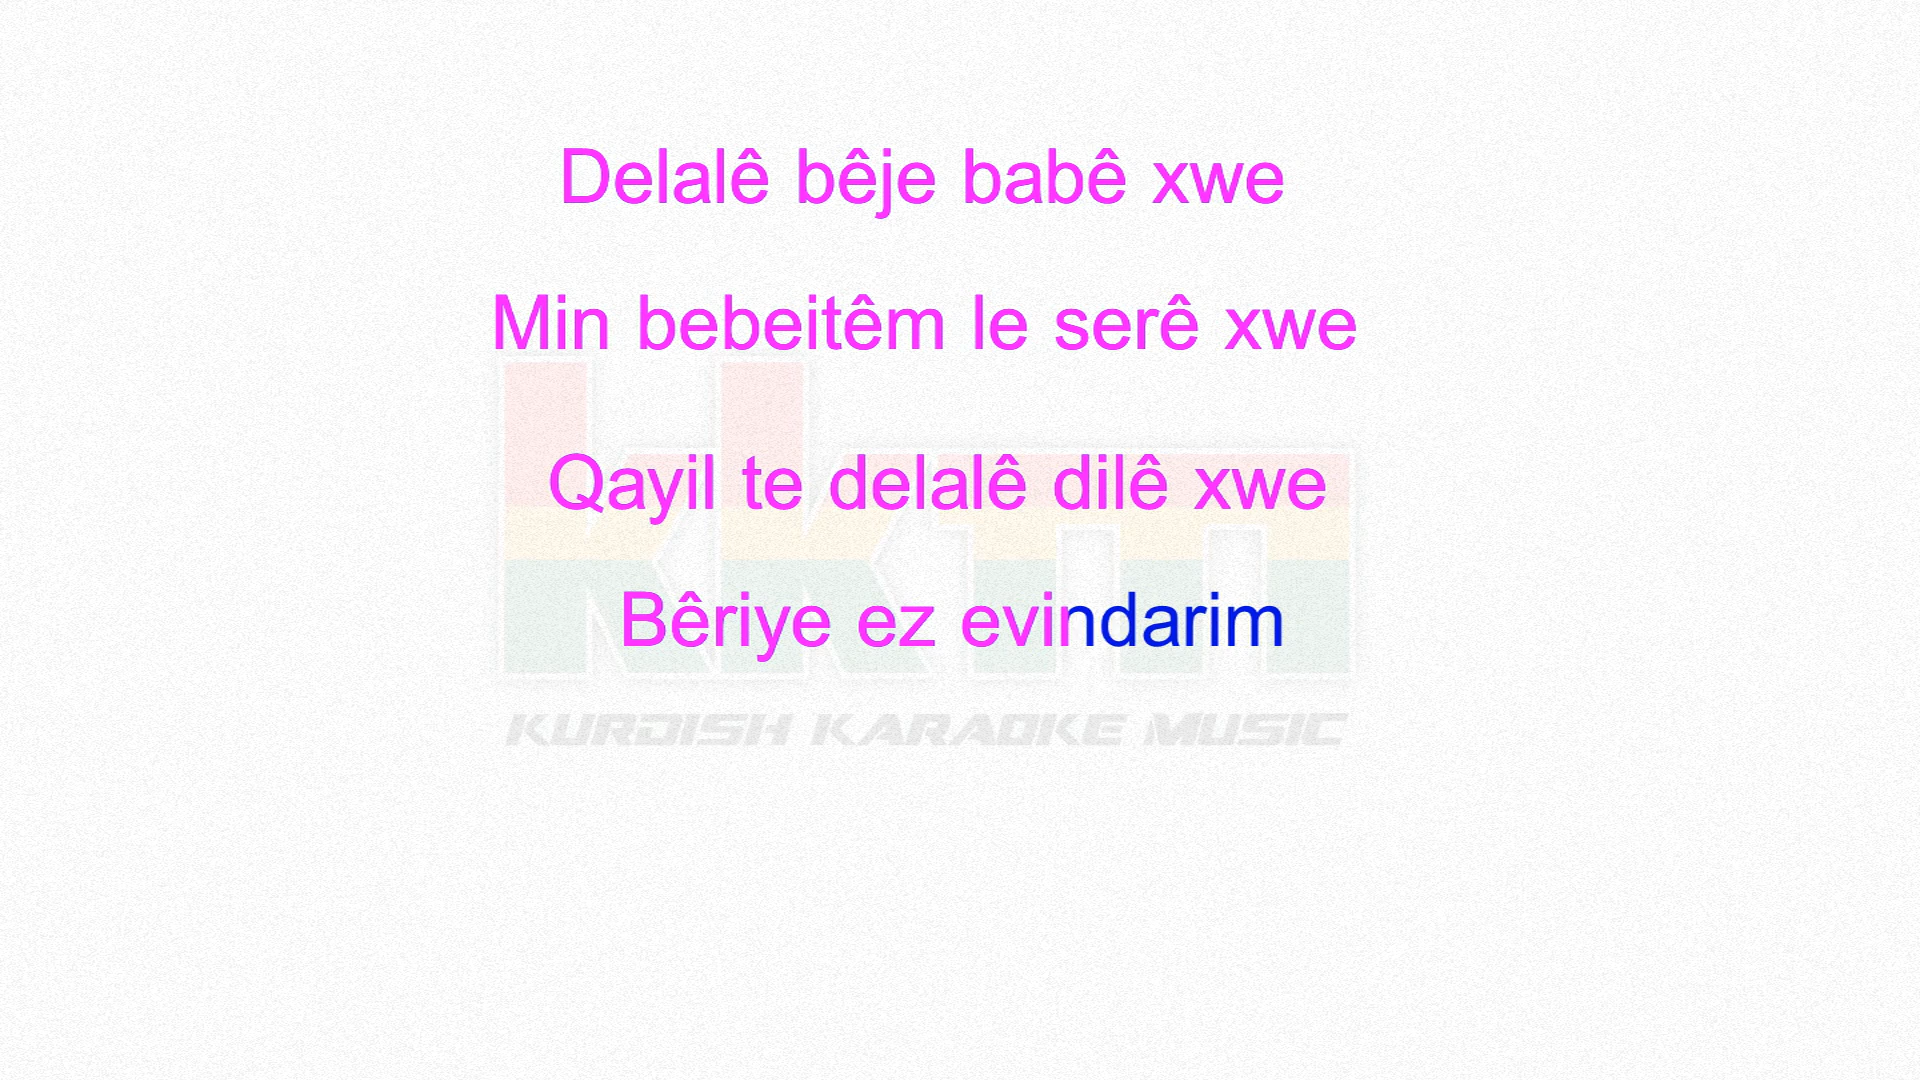 Delalê bêje babê xwe
Min bebeitêm le serê xwe
Qayil te delalê dilê xwe
Bêriye ez evindarim
kkm
KURDISH KARAOKE MUSIC